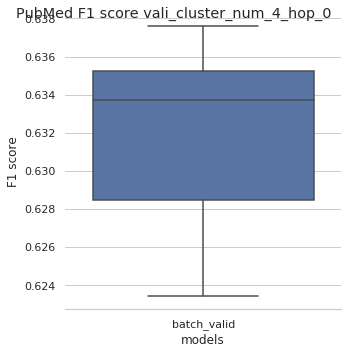 PubMed F1 score vali_cluster_num_4_hop_0
0.638
0.636
0.634
0.632
0.630
0.628
0.626
0.624
F1 score
batch_valid
models